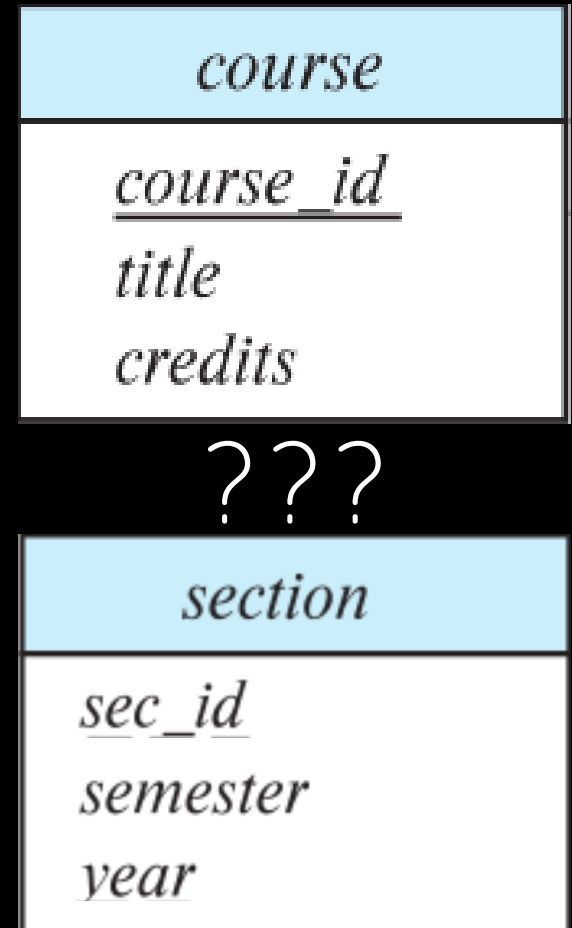 course
course_id
title
credits
???
section
sec_id
semester
year